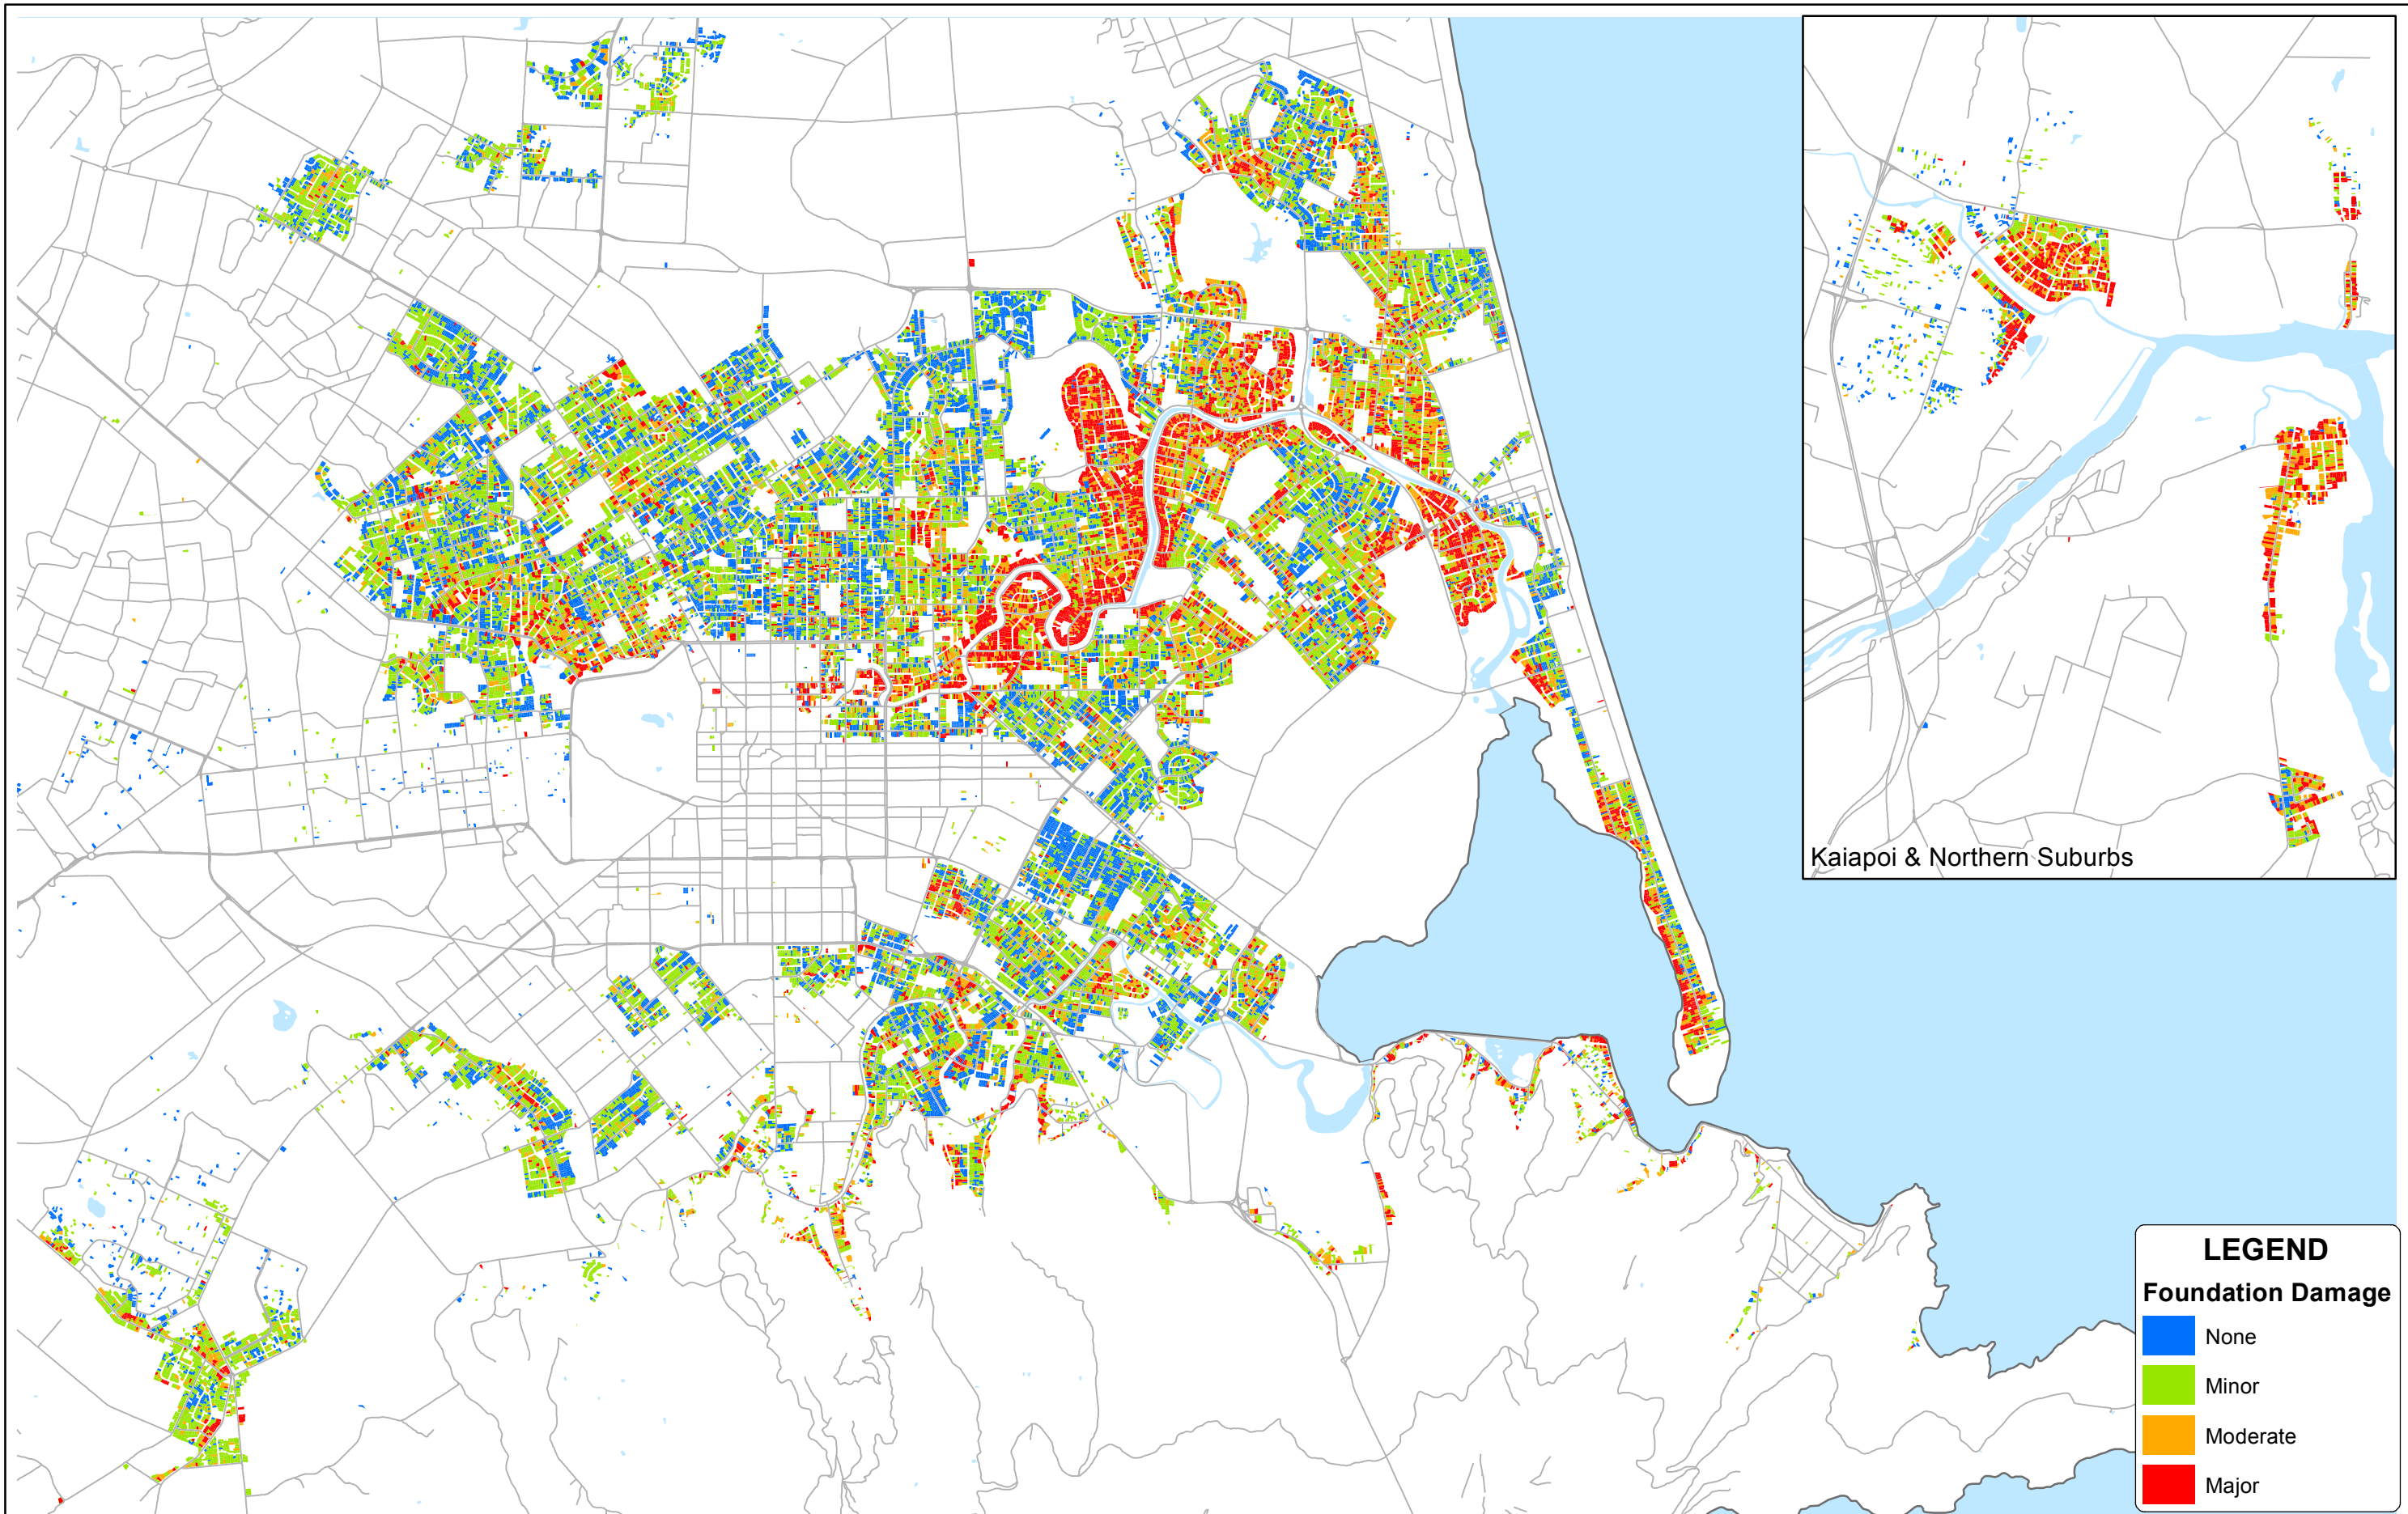 Kaiapoi & Northern Suburbs
LEGEND
Foundation Damage
None
Minor
Moderate
Major